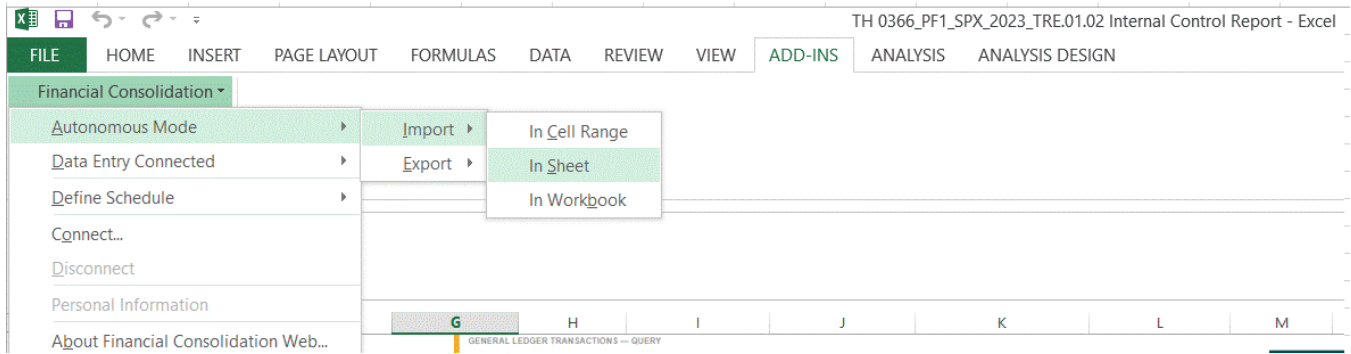 TH 0366_PF1_SPX_2023_TRE.01.02 Internal Control Report - Excel
FILE HOME INSERT PAGE LAYOUT FORMULAS DATA REVIEW VIEW ADD-INS ANALYSIS ANALYSIS DESIGN
Financial Consolidation
Autonomous Mode
Import
In Cell Range
Data Entry Connected
Export
In Sheet
Define Schedule
In Workbook
Connect...
Disconnect
Personal Information
G H I J K L M
About Financial Consolidation Web...
GENERAL LEDGER TRANSACTIONS — QUERY